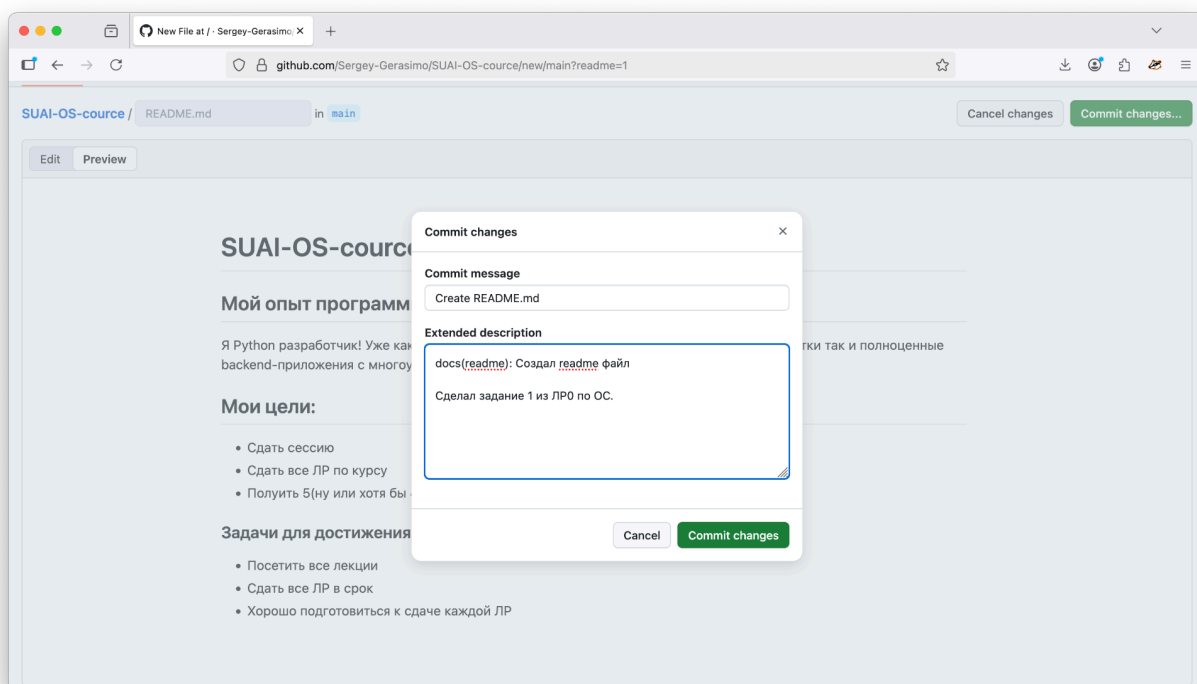 New File at / · Sergey-Gerasimo
github.com/Sergey-Gerasimo/SUAI-OS-cource/new/main?readme=1
SUAI-OS-cource / README.md in main
Cancel changes
Commit changes...
Edit
Preview
SUAI-OS-cource
Мой опыт программ
Я Python разработчик! Уже как
тки так и полноценные
backend-приложения с многоу
Мои цели:
Сдать сессию
Сдать все ЛР по курсу
Полуить 5(ну или хотя бы
Задачи для достижения
Посетить все лекции
Сдать все ЛР в срок
Хорошо подготовиться к сдаче каждой ЛР
Commit changes
Commit message
Create README.md
Extended description
docs(readme): Создал readme файл
Сделал задание 1 из ЛР0 по ОС.
Cancel
Commit changes